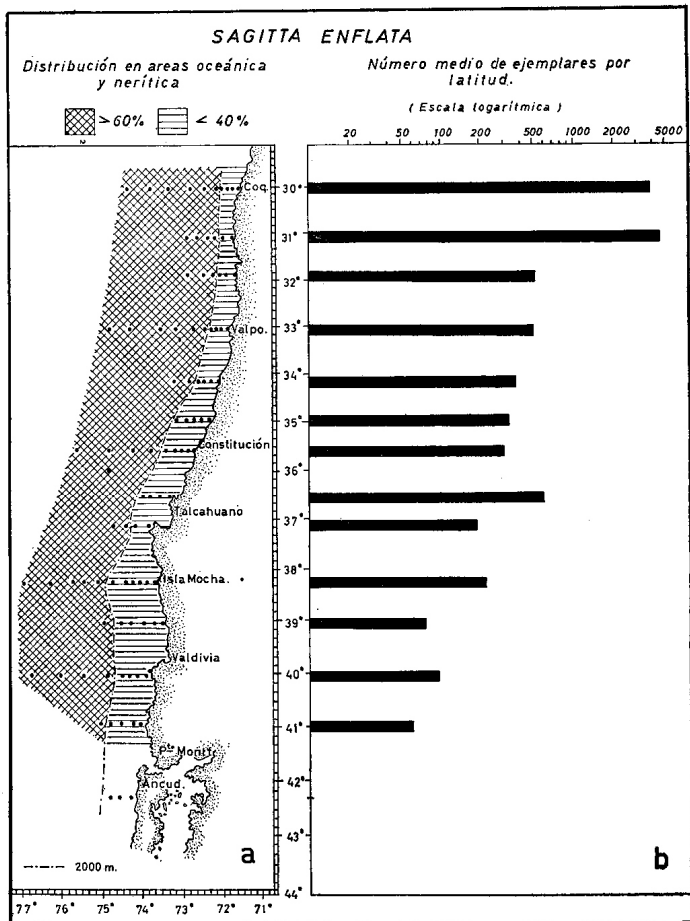 SAGITTA ENFLATA
Distribución en areas oceánica
y nerítica
> 60%
< 40%
Número medio de ejemplares por
latitud.
( Escala logarítmica )
20 50 100 200 500 1000 2000 5000
Coq.
Valpo.
Constitución
Talcahuano
Isla Mocha.
Valdivia
Pto Montt
Ancud.
30°
31°
32°
33°
34°
35°
36°
37°
38°
39°
40°
41°
42°
43°
44°
2000 m.
a
b
77° 76° 75° 74° 73° 72° 71°